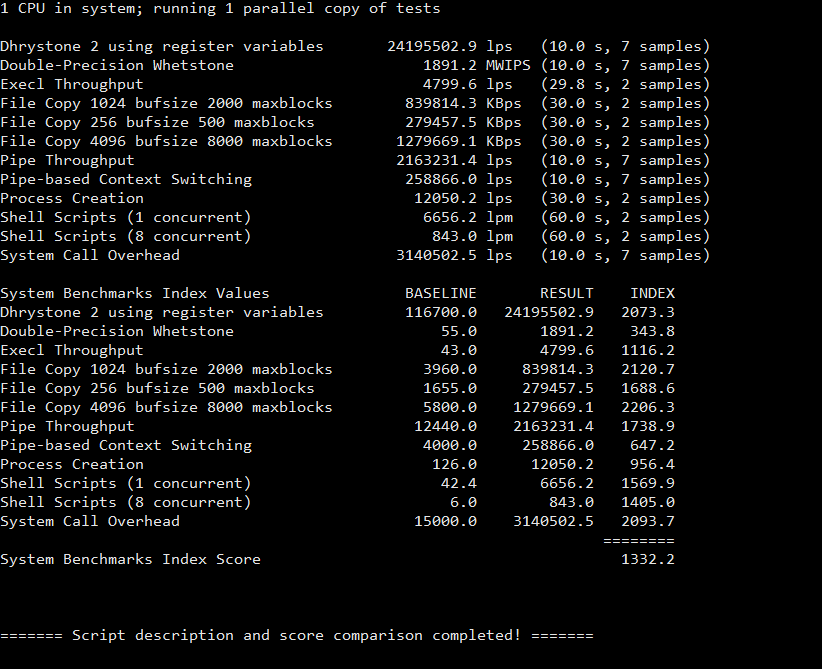 1 CPU in system; running 1 parallel copy of tests
Dhrystone 2 using register variables 24195502.9 lps (10.0 s, 7 samples)
Double-Precision Whetstone 1891.2 MWIPS (10.0 s, 7 samples)
Execl Throughput 4799.6 lps (29.8 s, 2 samples)
File Copy 1024 bufsize 2000 maxblocks 839814.3 KBps (30.0 s, 2 samples)
File Copy 256 bufsize 500 maxblocks 279457.5 KBps (30.0 s, 2 samples)
File Copy 4096 bufsize 8000 maxblocks 1279669.1 KBps (30.0 s, 2 samples)
Pipe Throughput 2163231.4 lps (10.0 s, 7 samples)
Pipe-based Context Switching 258866.0 lps (10.0 s, 7 samples)
Process Creation 12050.2 lps (30.0 s, 2 samples)
Shell Scripts (1 concurrent) 6656.2 lpm (60.0 s, 2 samples)
Shell Scripts (8 concurrent) 843.0 lpm (60.0 s, 2 samples)
System Call Overhead 3140502.5 lps (10.0 s, 7 samples)
System Benchmarks Index Values BASELINE RESULT INDEX
Dhrystone 2 using register variables 116700.0 24195502.9 2073.3
Double-Precision Whetstone 55.0 1891.2 343.8
Execl Throughput 43.0 4799.6 1116.2
File Copy 1024 bufsize 2000 maxblocks 3960.0 839814.3 2120.7
File Copy 256 bufsize 500 maxblocks 1655.0 279457.5 1688.6
File Copy 4096 bufsize 8000 maxblocks 5800.0 1279669.1 2206.3
Pipe Throughput 12440.0 2163231.4 1738.9
Pipe-based Context Switching 4000.0 258866.0 647.2
Process Creation 126.0 12050.2 956.4
Shell Scripts (1 concurrent) 42.4 6656.2 1569.9
Shell Scripts (8 concurrent) 6.0 843.0 1405.0
System Call Overhead 15000.0 3140502.5 2093.7
========
System Benchmarks Index Score 1332.2
======= Script description and score comparison completed! =======